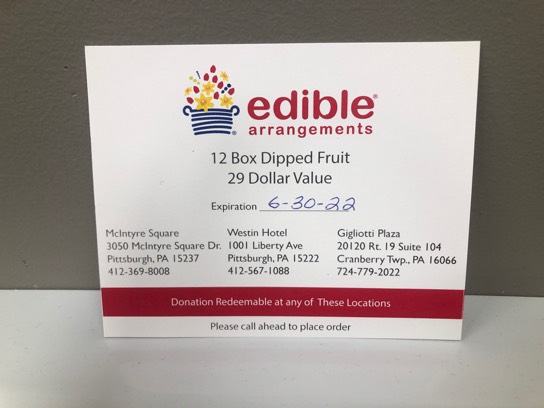 edible®
arrangements
12 Box Dipped Fruit
29 Dollar Value
Expiration 6-30-22
McIntyre Square
3050 McIntyre Square Dr.
Pittsburgh, PA 15237
412-369-8008
Westin Hotel
1001 Liberty Ave
Pittsburgh, PA 15222
412-567-1088
Gigliotti Plaza
20120 Rt. 19 Suite 104
Cranberry Twp., PA 16066
724-779-2022
Donation Redeemable at any of These Locations
Please call ahead to place order